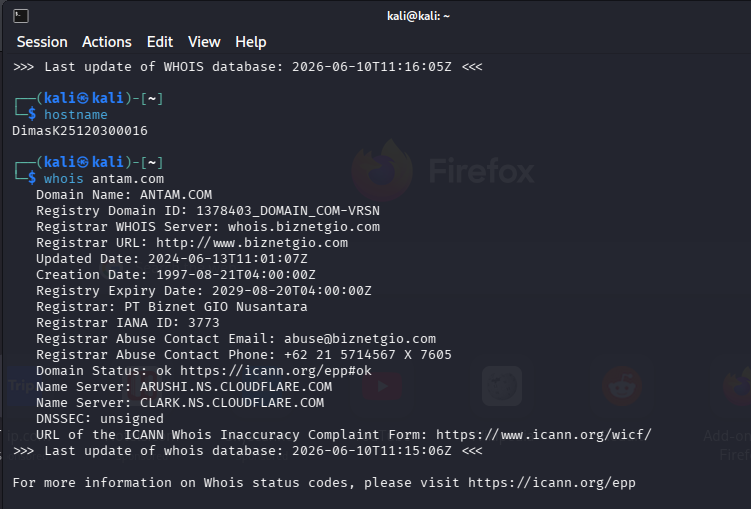 kali@kali: ~
Session Actions Edit View Help
>>> Last update of WHOIS database: 2026-06-10T11:16:05Z <<<
┌──(kali㉿kali)-[~]
└─$ hostname
DimasK25120300016
┌──(kali㉿kali)-[~]
└─$ whois antam.com
Domain Name: ANTAM.COM
Registry Domain ID: 1378403_DOMAIN_COM-VRSN
Registrar WHOIS Server: whois.biznetgio.com
Registrar URL: http://www.biznetgio.com
Updated Date: 2024-06-13T11:01:07Z
Creation Date: 1997-08-21T04:00:00Z
Registry Expiry Date: 2029-08-20T04:00:00Z
Registrar: PT Biznet GIO Nusantara
Registrar IANA ID: 3773
Registrar Abuse Contact Email: abuse@biznetgio.com
Registrar Abuse Contact Phone: +62 21 5714567 X 7605
Domain Status: ok https://icann.org/epp#ok
Name Server: ARUSHI.NS.CLOUDFLARE.COM
Name Server: CLARK.NS.CLOUDFLARE.COM
DNSSEC: unsigned
URL of the ICANN Whois Inaccuracy Complaint Form: https://www.icann.org/wicf/
>>> Last update of whois database: 2026-06-10T11:15:06Z <<<
For more information on Whois status codes, please visit https://icann.org/epp
Firefox
Trip
Add-on
Firef